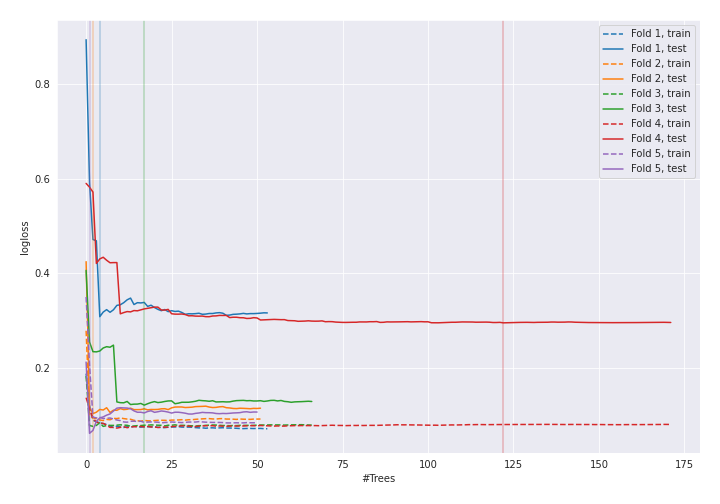 0.8
0.6
0.4
0.2
logloss
0
25
50
75
100
125
150
175
#Trees
Fold 1, train
Fold 1, test
Fold 2, train
Fold 2, test
Fold 3, train
Fold 3, test
Fold 4, train
Fold 4, test
Fold 5, train
Fold 5, test